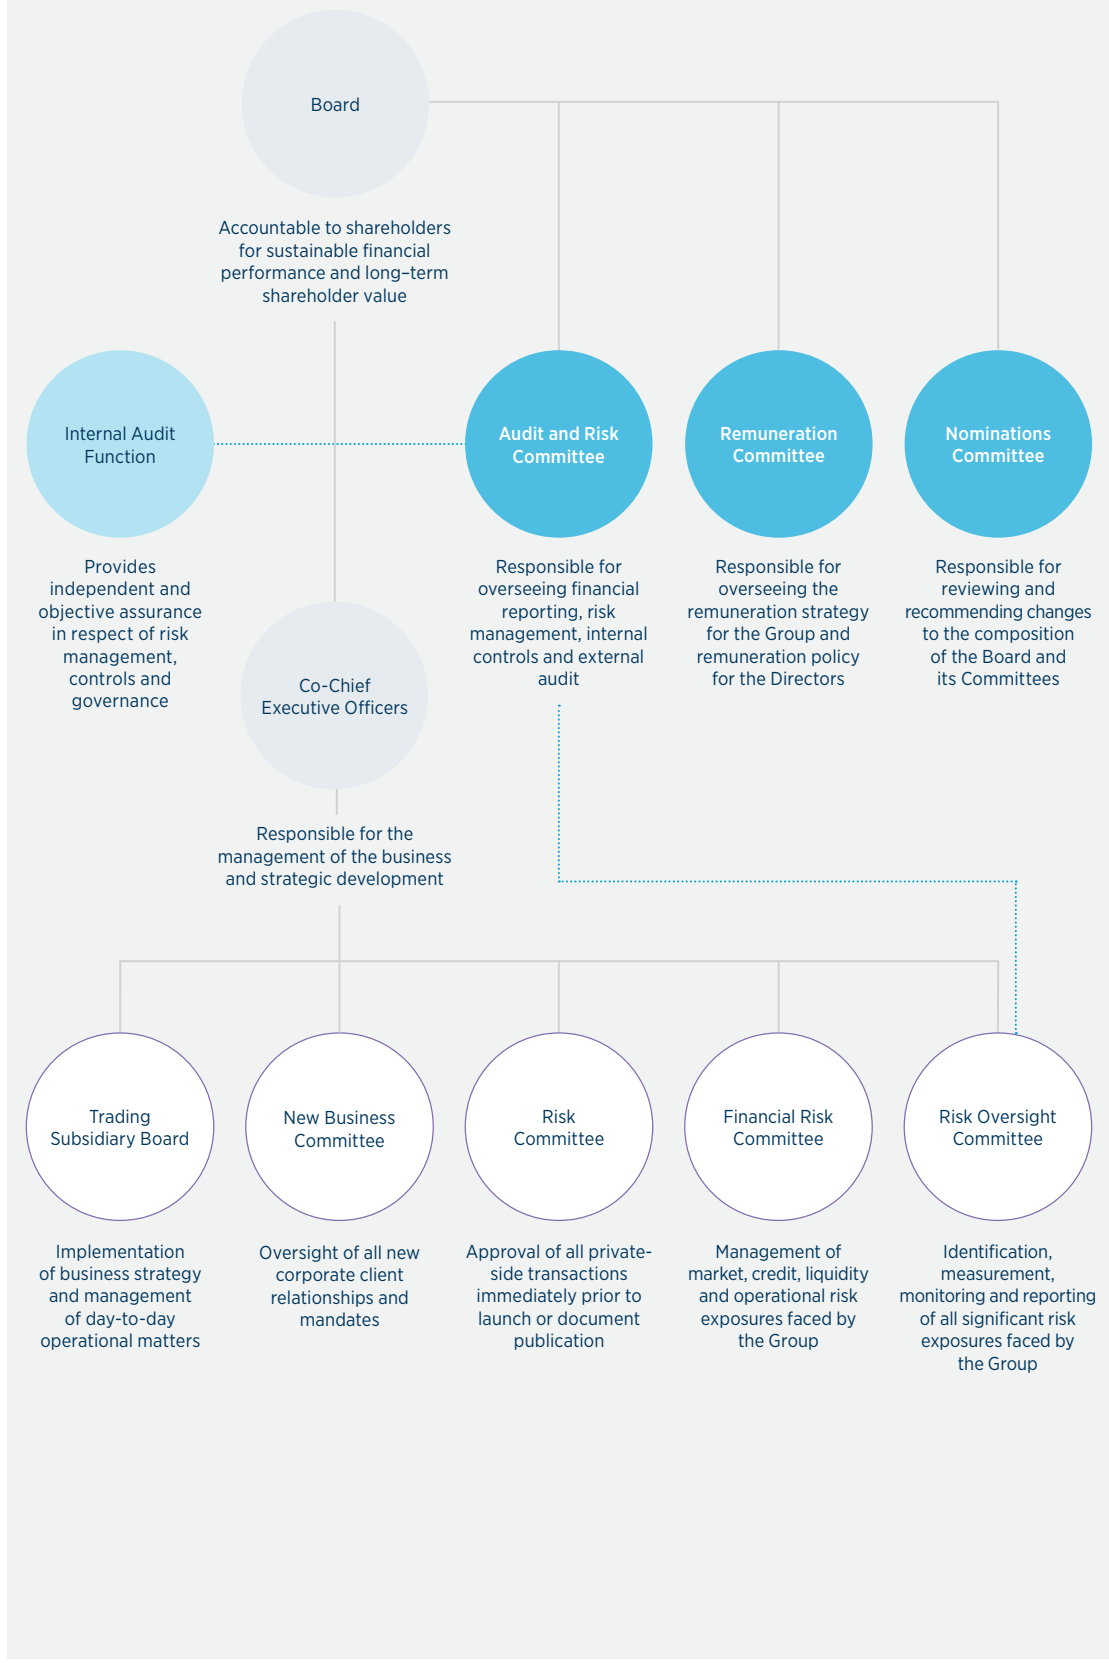 Board
Accountable to shareholders
for sustainable financial
performance and long–term
shareholder value
Internal Audit
Function
Provides
independent and
objective assurance
in respect of risk
management,
controls and
governance
Audit and Risk
Committee
Responsible for
overseeing financial
reporting, risk
management, internal
controls and external
audit
Remuneration
Committee
Responsible for
overseeing the
remuneration strategy
for the Group and
remuneration policy
for the Directors
Nominations
Committee
Responsible for
reviewing and
recommending changes
to the composition
of the Board and
its Committees
Co-Chief
Executive Officers
Responsible for the
management of the business
and strategic development
Trading
Subsidiary Board
Implementation
of business strategy
and management
of day-to-day
operational matters
New Business
Committee
Oversight of all new
corporate client
relationships and
mandates
Risk
Committee
Approval of all private-
side transactions
immediately prior to
launch or document
publication
Financial Risk
Committee
Management of
market, credit, liquidity
and operational risk
exposures faced by
the Group
Risk Oversight
Committee
Identification,
measurement,
monitoring and reporting
of all significant risk
exposures faced by
the Group